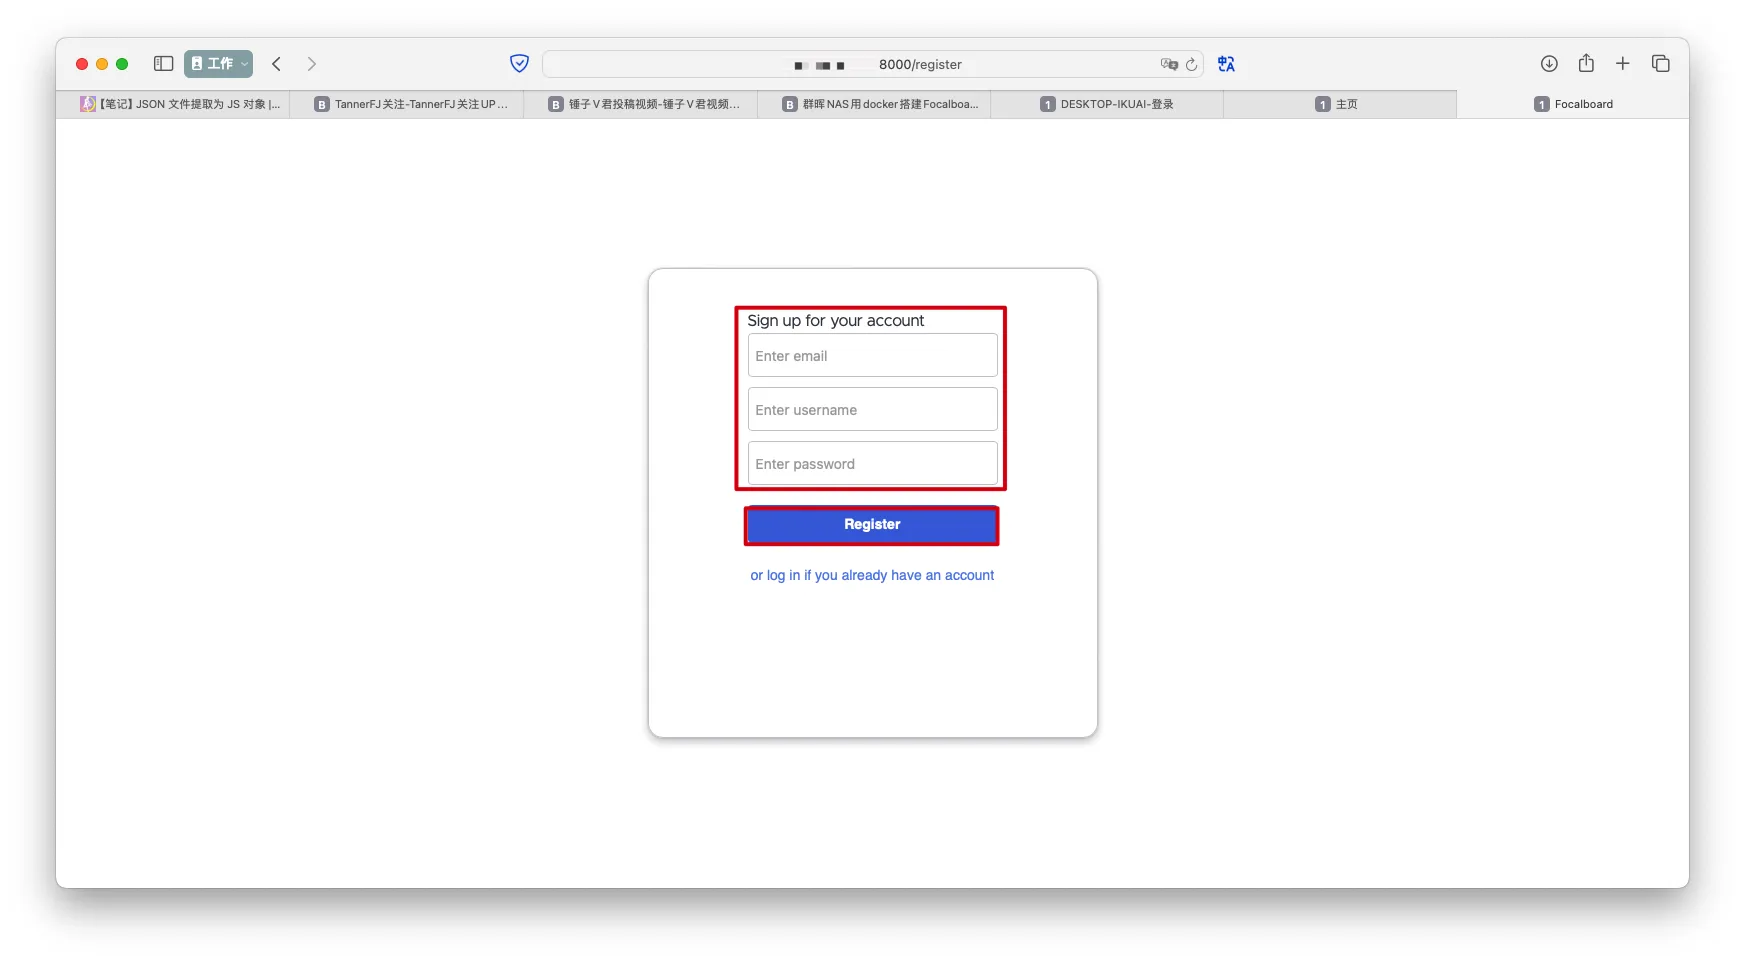 工作
8000/register
【笔记】JSON 文件提取为 JS 对象 |...
TannerFJ关注-TannerFJ关注UP...
锤子V君投稿视频-锤子V君视频...
群晖NAS用docker搭建Focalboa...
DESKTOP-IKUAI-登录
主页
Focalboard
Sign up for your account
Enter email
Enter username
Enter password
Register
or log in if you already have an account